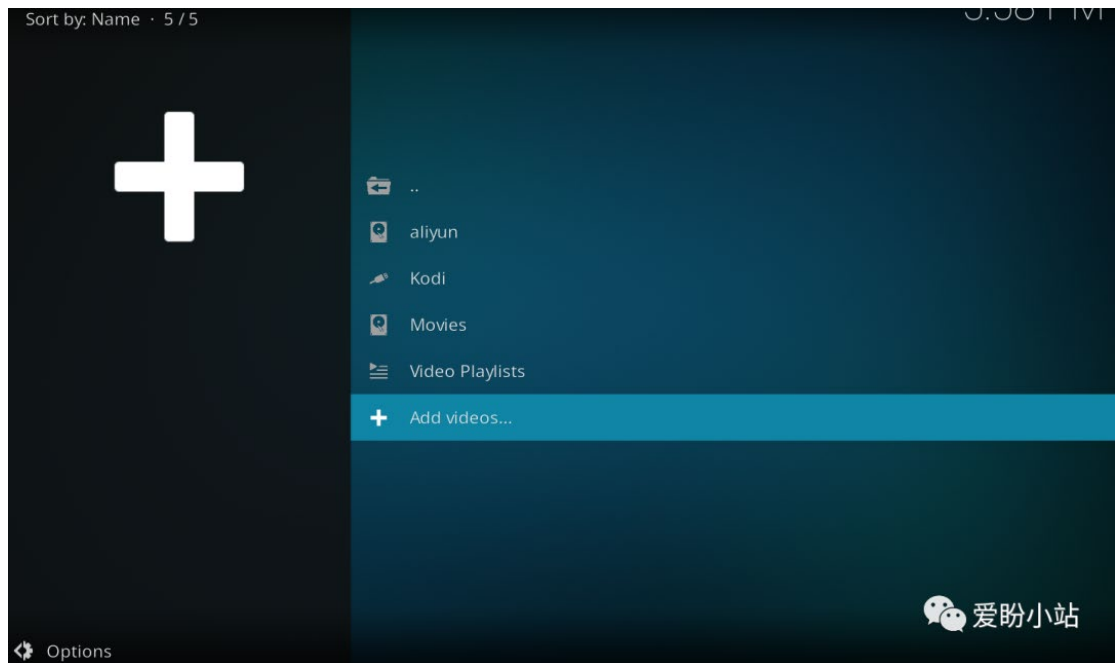 Sort by: Name · 5 / 5
..
aliyun
Kodi
Movies
Video Playlists
Add videos...
爱盼小站
Options